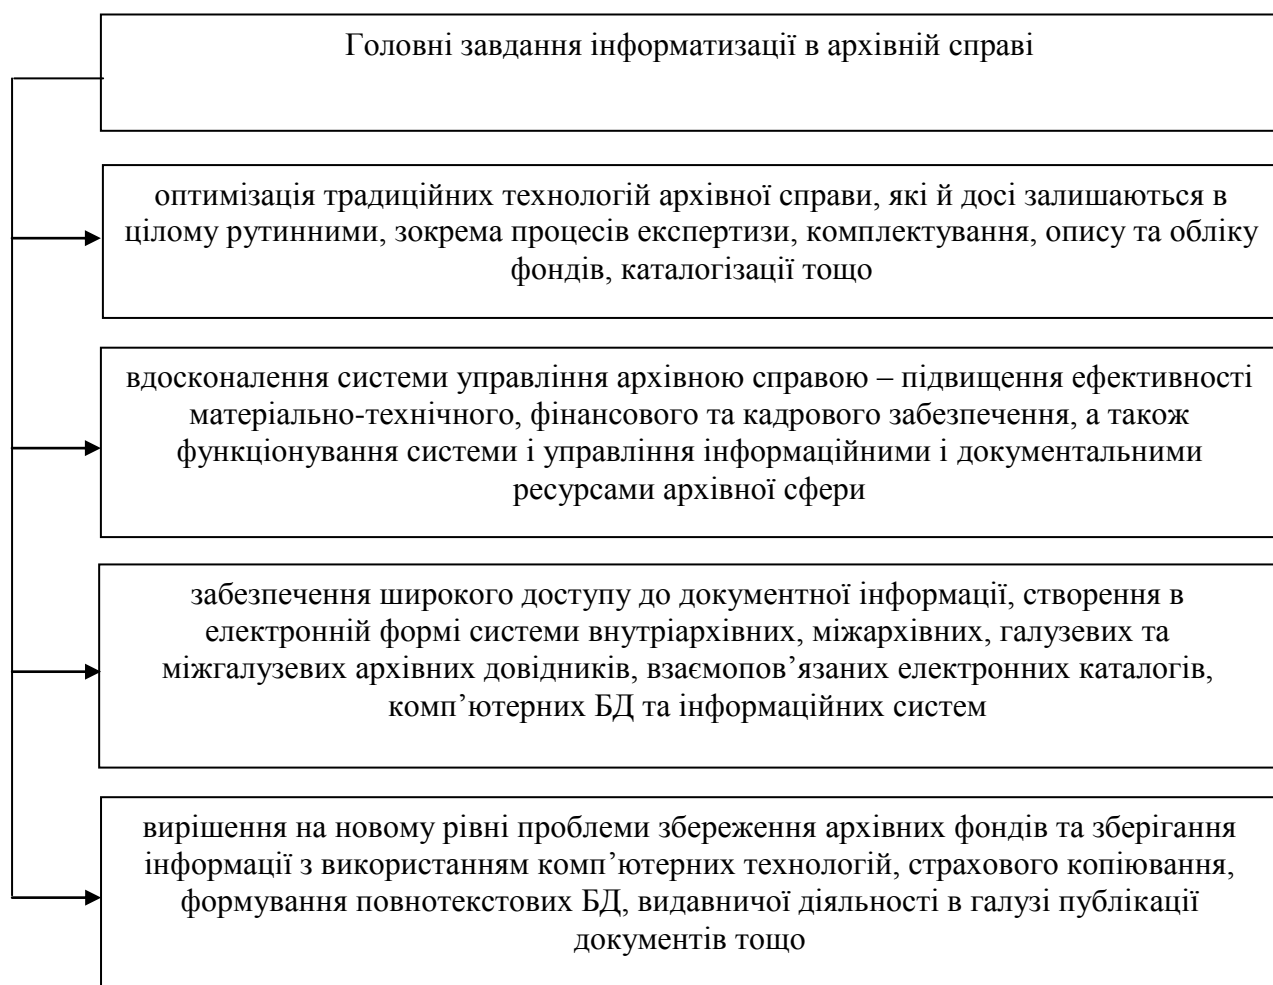 Головні завдання інформатизації в архівній справі
оптимізація традиційних технологій архівної справи, які й досі залишаються в
цілому рутинними, зокрема процесів експертизи, комплектування, опису та обліку
фондів, каталогізації тощо
вдосконалення системи управління архівною справою – підвищення ефективності
матеріально-технічного, фінансового та кадрового забезпечення, а також
функціонування системи і управління інформаційними і документальними
ресурсами архівної сфери
забезпечення широкого доступу до документної інформації, створення в
електронній формі системи внутріархівних, міжархівних, галузевих та
міжгалузевих архівних довідників, взаємопов’язаних електронних каталогів,
комп’ютерних БД та інформаційних систем
вирішення на новому рівні проблеми збереження архівних фондів та зберігання
інформації з використанням комп’ютерних технологій, страхового копіювання,
формування повнотекстових БД, видавничої діяльності в галузі публікації
документів тощо